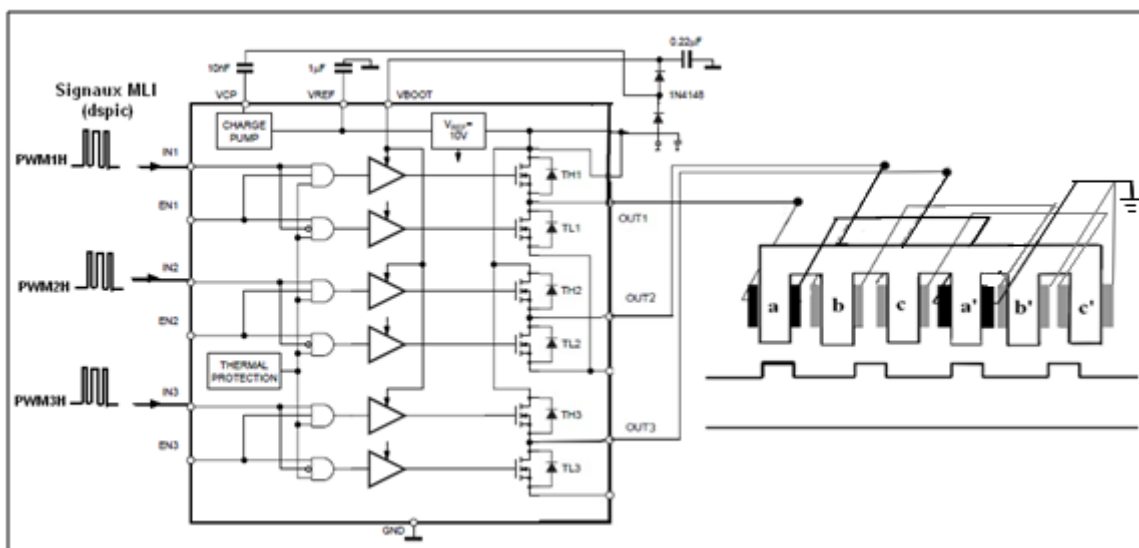 0.22µF
10nF
1µF
Signaux MLI
(dspic)
VCP
VREF
VBOOT
1N4148
CHARGE
PUMP
VREF=
10V
PWM1H
IN1
TH1
EN1
OUT1
TL1
PWM2H
IN2
TH2
OUT2
EN2
TL2
THERMAL
PROTECTION
PWM3H
IN3
TH3
OUT3
EN3
TL3
GND
a
b
c
a'
b'
c'